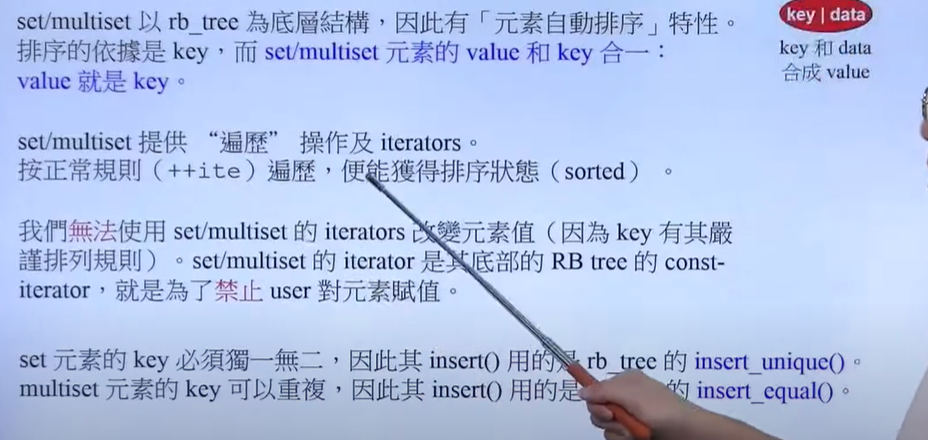 set/multiset 以 rb_tree 為底層結構，因此有「元素自動排序」特性。
排序的依據是 key，而 set/multiset 元素的 value 和 key 合一：
value 就是 key。
key | data
key 和 data
合成 value
set/multiset 提供 “遍歷” 操作及 iterators。
按正常規則（++ite）遍歷，便能獲得排序狀態（sorted）。
我們無法使用 set/multiset 的 iterators 改變元素值（因為 key 有其嚴
謹排列規則）。set/multiset 的 iterator 是其底部的 RB tree 的 const-
iterator，就是為了禁止 user 對元素賦值。
set 元素的 key 必須獨一無二，因此其 insert() 用的是 rb_tree 的 insert_unique()。
multiset 元素的 key 可以重複，因此其 insert() 用的是 的 insert_equal()。